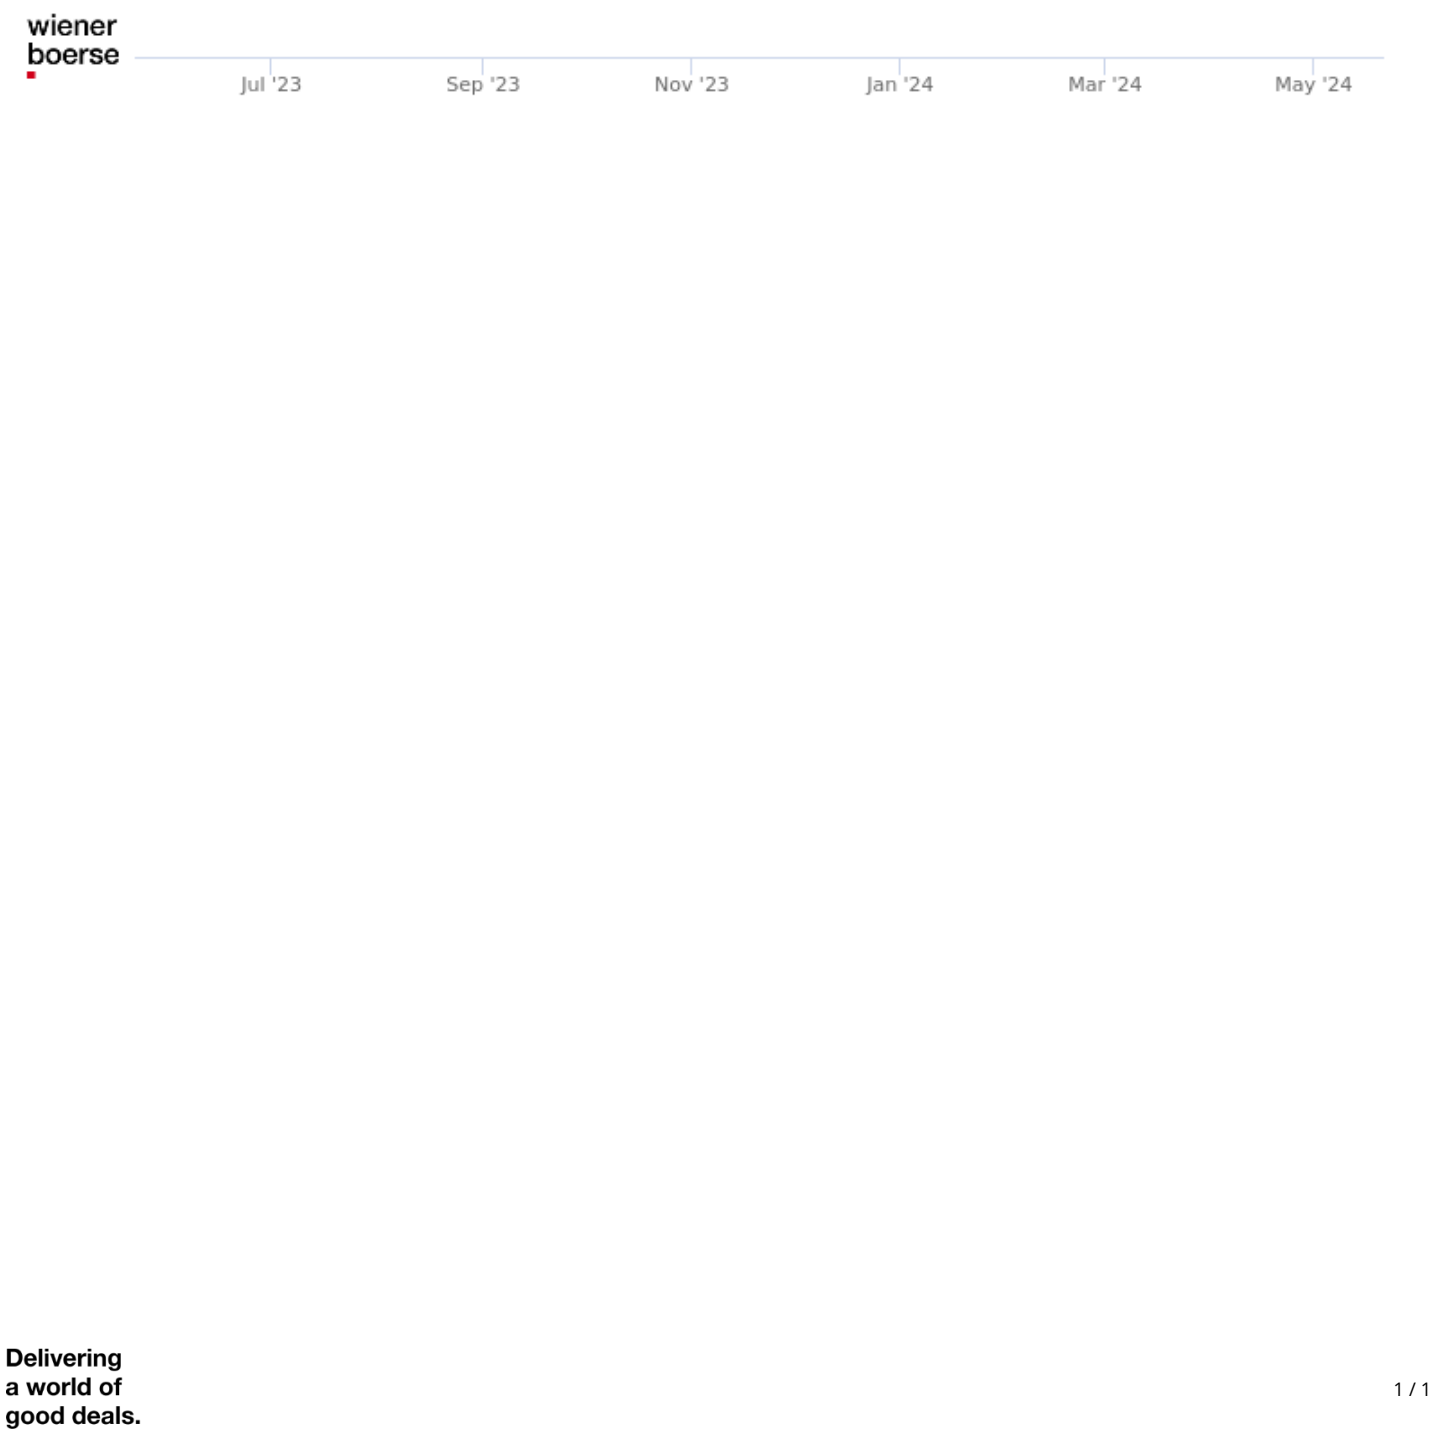 wiener
boerse
Jul '23 Sep '23 Nov '23 Jan '24 Mar '24 May '24
Delivering
a world of
good deals.
1 / 1